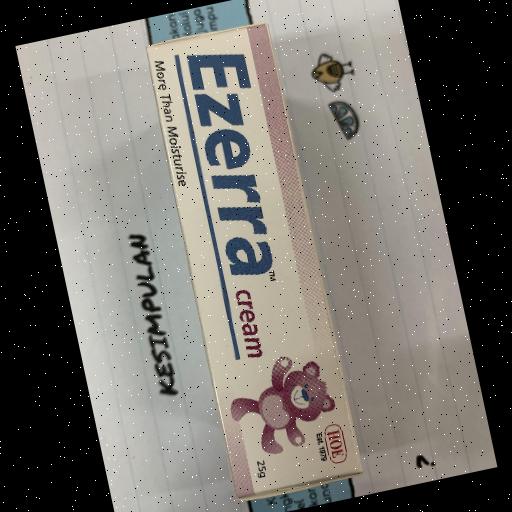 Ezerra™
cream
More Than Moisturise
HOE
Est. 1979
25g
KESIMPULAN
?